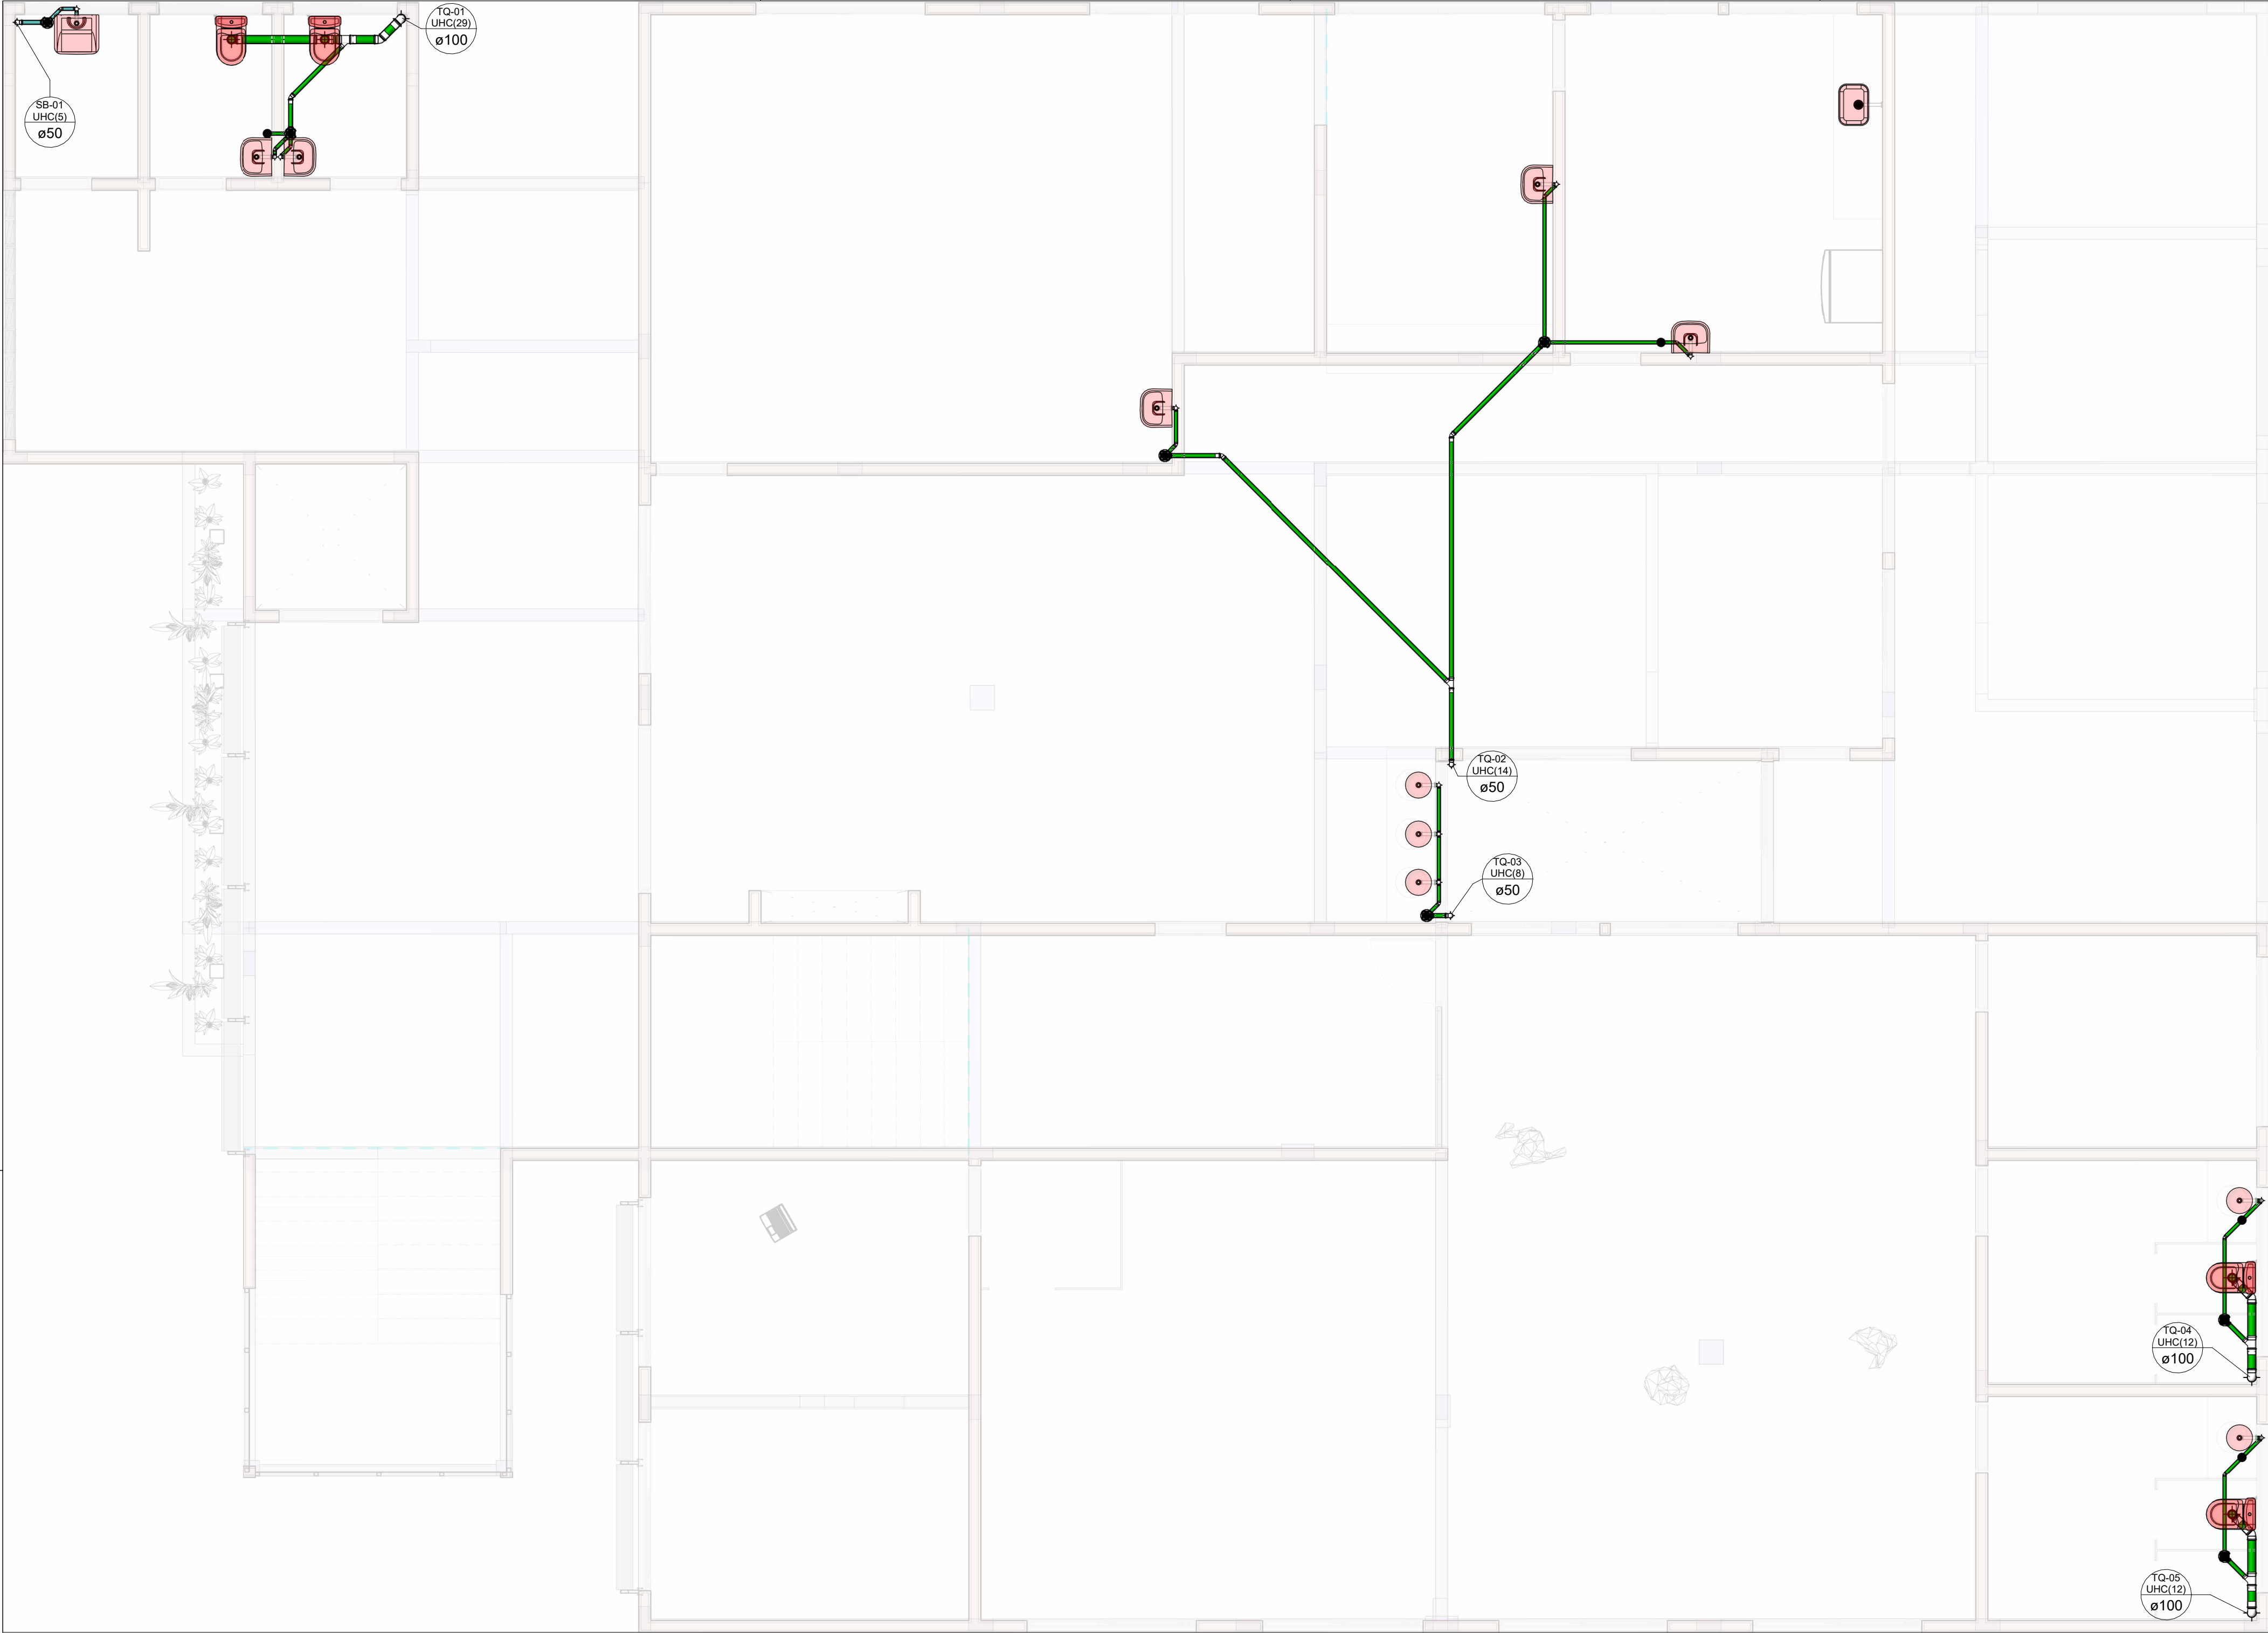 TQ-01
UHC(29)
ø100
SB-01
UHC(5)
ø50
TQ-02
UHC(14)
ø50
TQ-03
UHC(8)
ø50
TQ-04
UHC(12)
ø100
TQ-05
UHC(12)
ø100